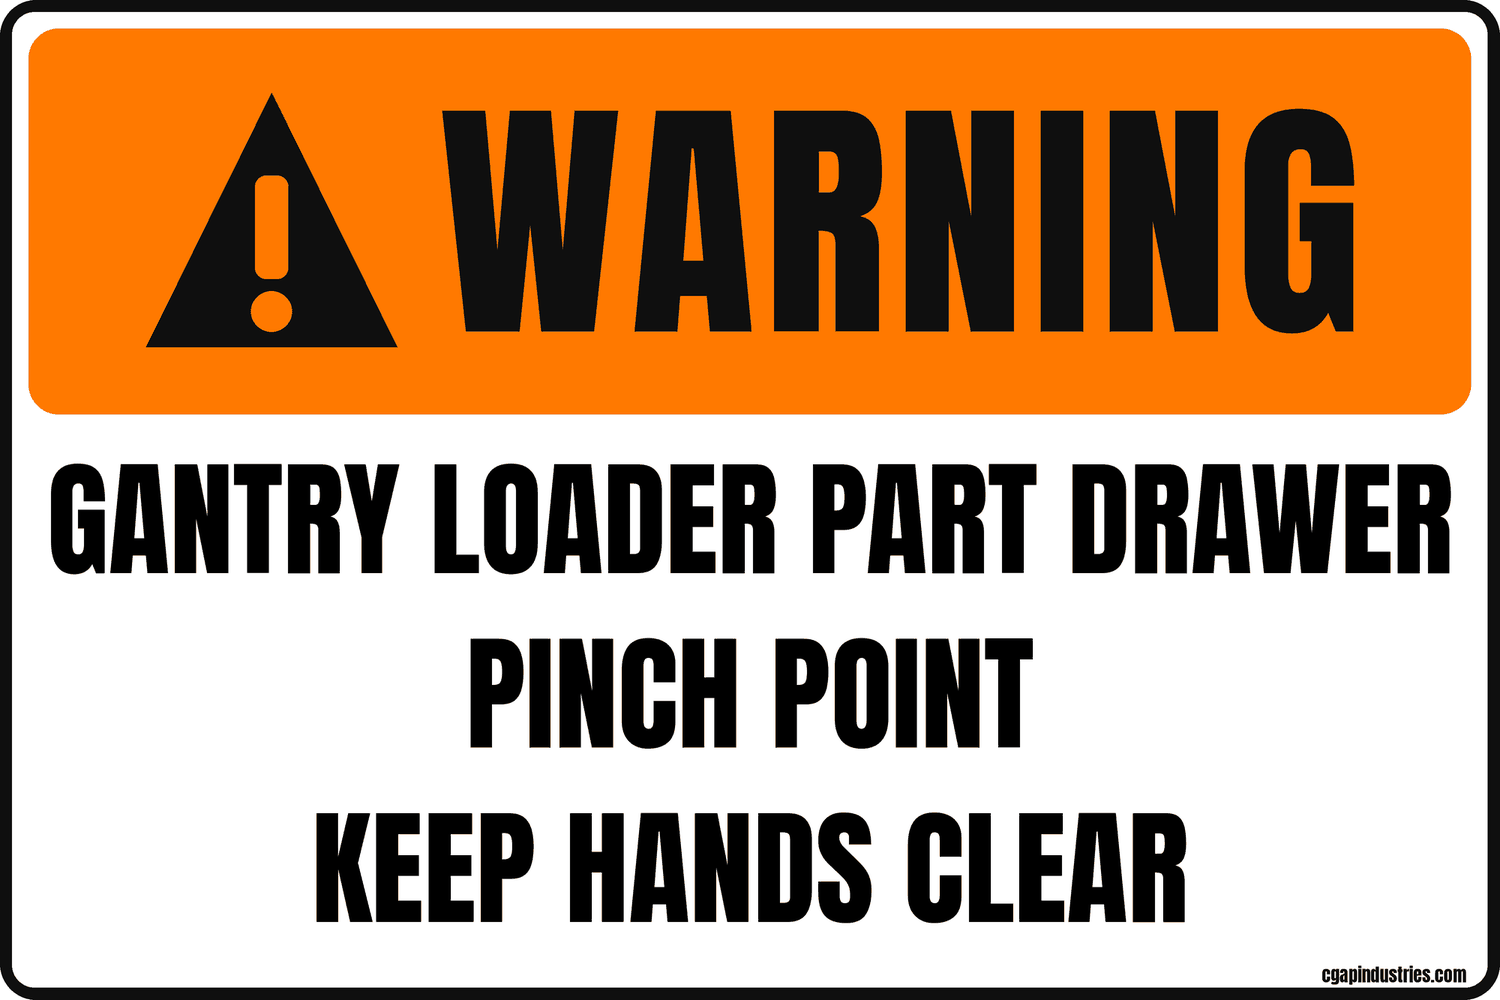 WARNING
GANTRY LOADER PART DRAWER
PINCH POINT
KEEP HANDS CLEAR
cgapindustries.com